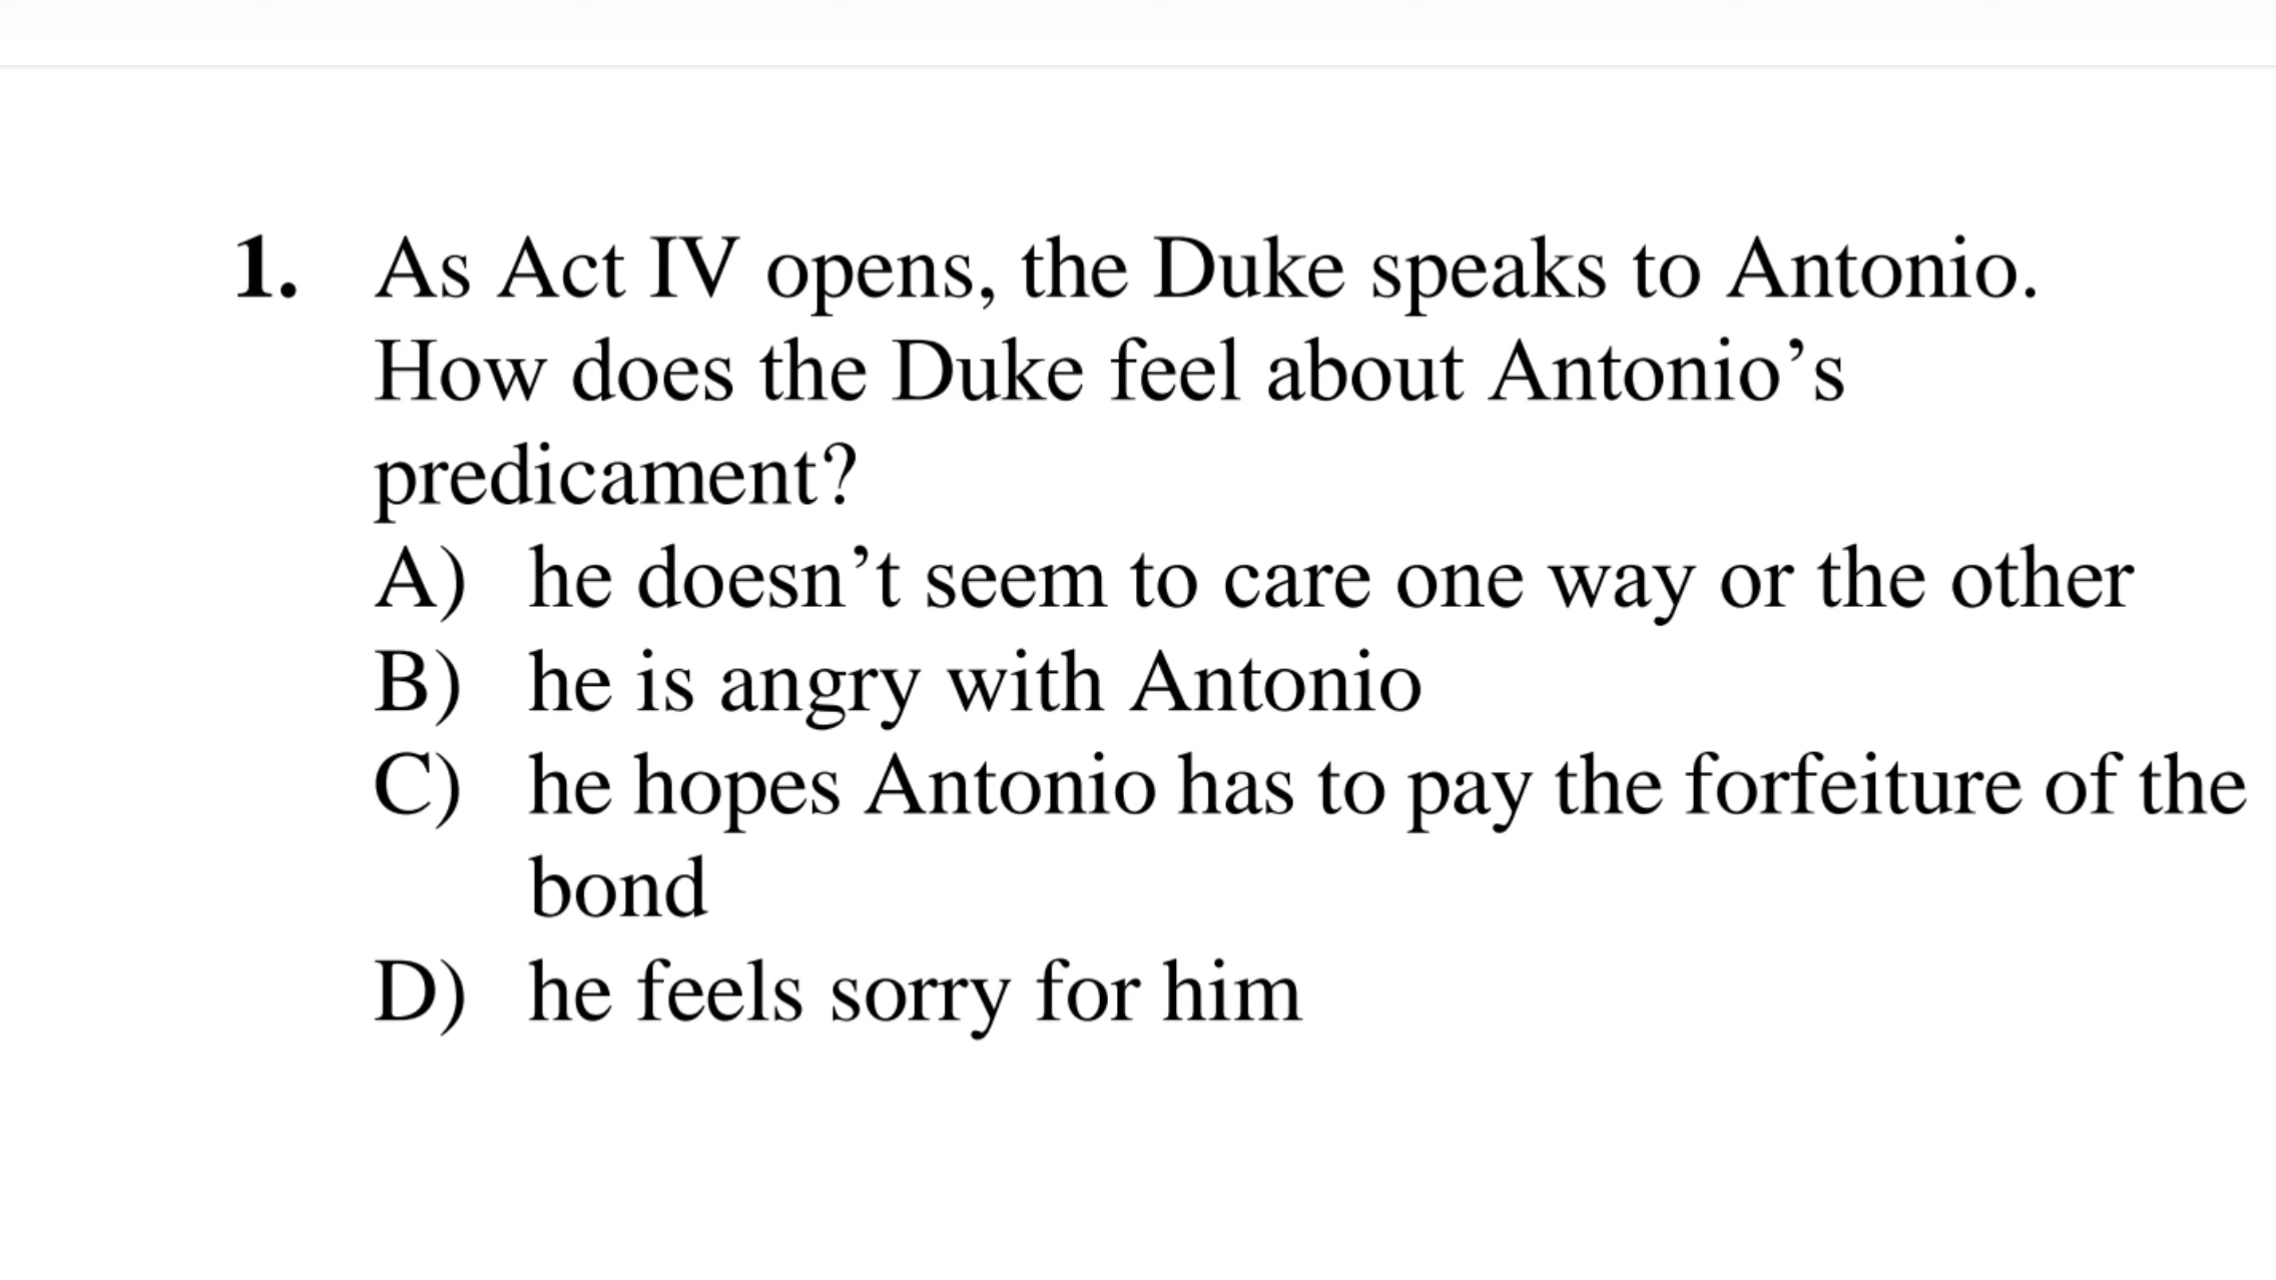 1. As Act IV opens, the Duke speaks to Antonio.
How does the Duke feel about Antonio’s
predicament?
A) he doesn’t seem to care one way or the other
B) he is angry with Antonio
C) he hopes Antonio has to pay the forfeiture of the
bond
D) he feels sorry for him